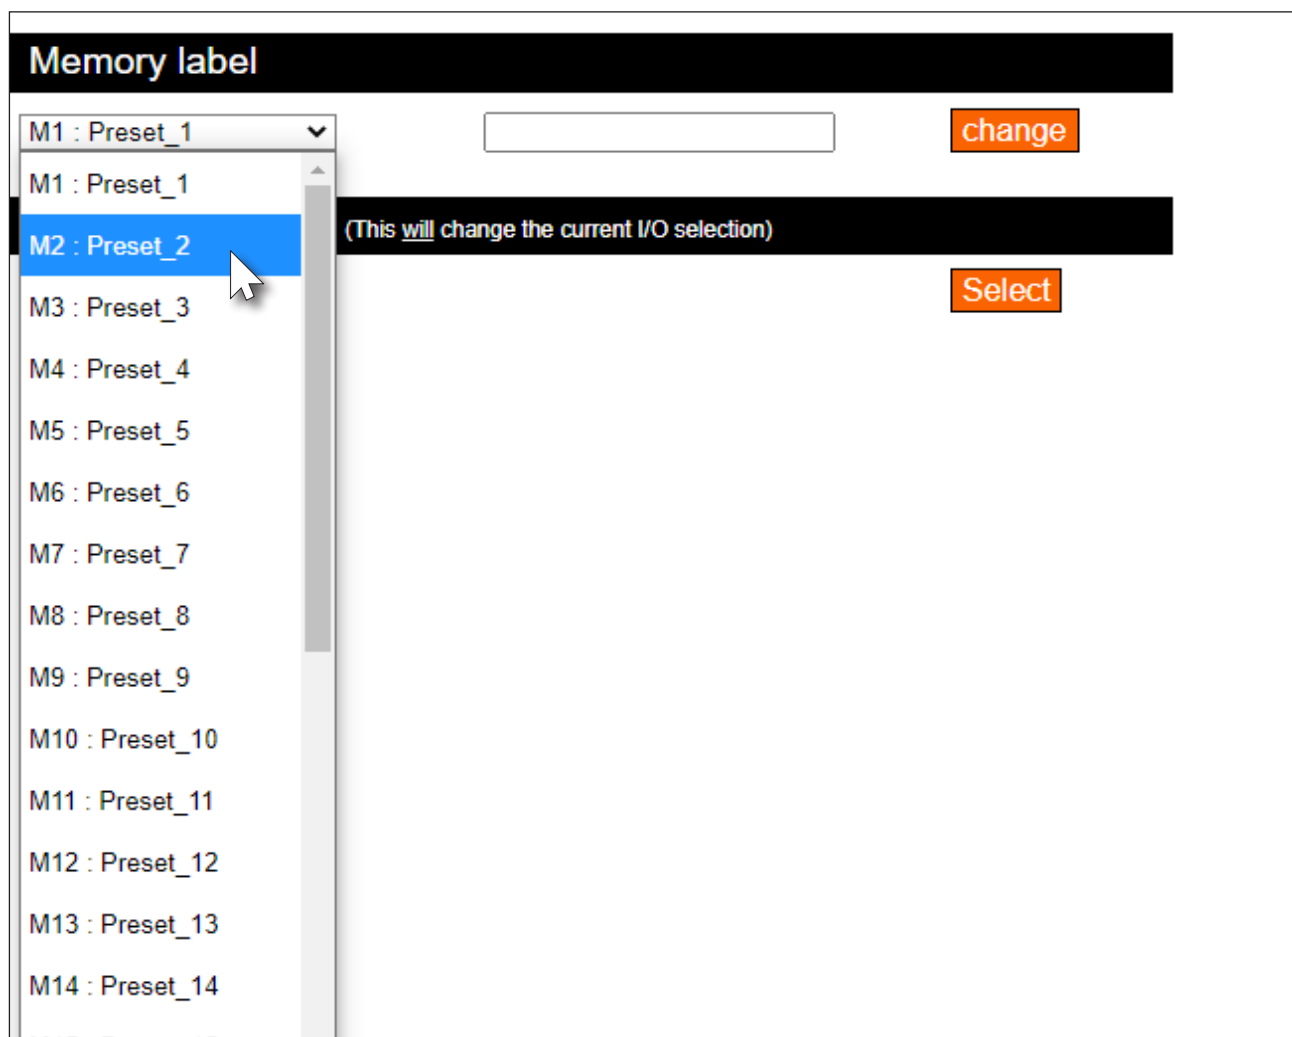 Memory label
M1 : Preset_1
change
M1 : Preset_1
(This will change the current I/O selection)
M2 : Preset_2
Select
M3 : Preset_3
M4 : Preset_4
M5 : Preset_5
M6 : Preset_6
M7 : Preset_7
M8 : Preset_8
M9 : Preset_9
M10 : Preset_10
M11 : Preset_11
M12 : Preset_12
M13 : Preset_13
M14 : Preset_14